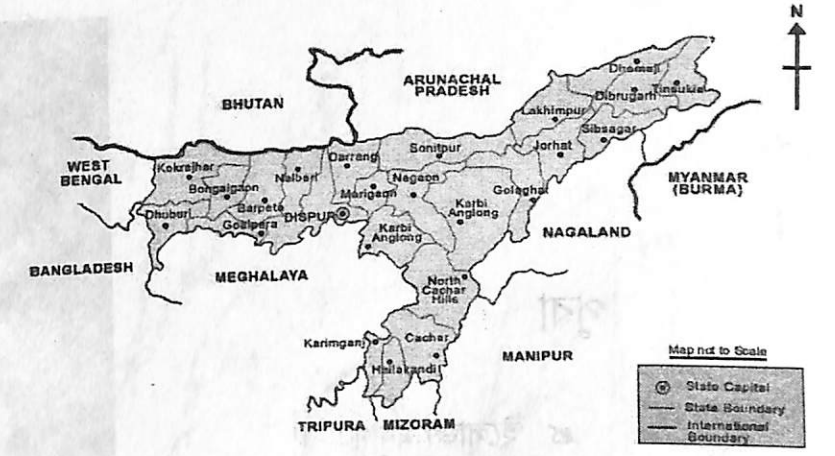 N
ARUNACHAL
PRADESH
BHUTAN
Dhemaji
Dibrugarh
Tinsukia
Lakhimpur
Sibsagar
WEST
BENGAL
Kokrajhar
Darrang
Sonitpur
Jorhat
MYANMAR
(BURMA)
Bongaigaon
Nalbari
Marigaon
Nagaon
Golaghat
Dhuburi
Barpeta
DISPUR
Karbi
Anglong
Goalpara
Karbi
Anglong
NAGALAND
BANGLADESH
MEGHALAYA
North
Cachar
Hills
Karimganj
Cachar
MANIPUR
Hailakandi
TRIPURA
MIZORAM
Map not to Scale
State Capital
State Boundary
International
Boundary